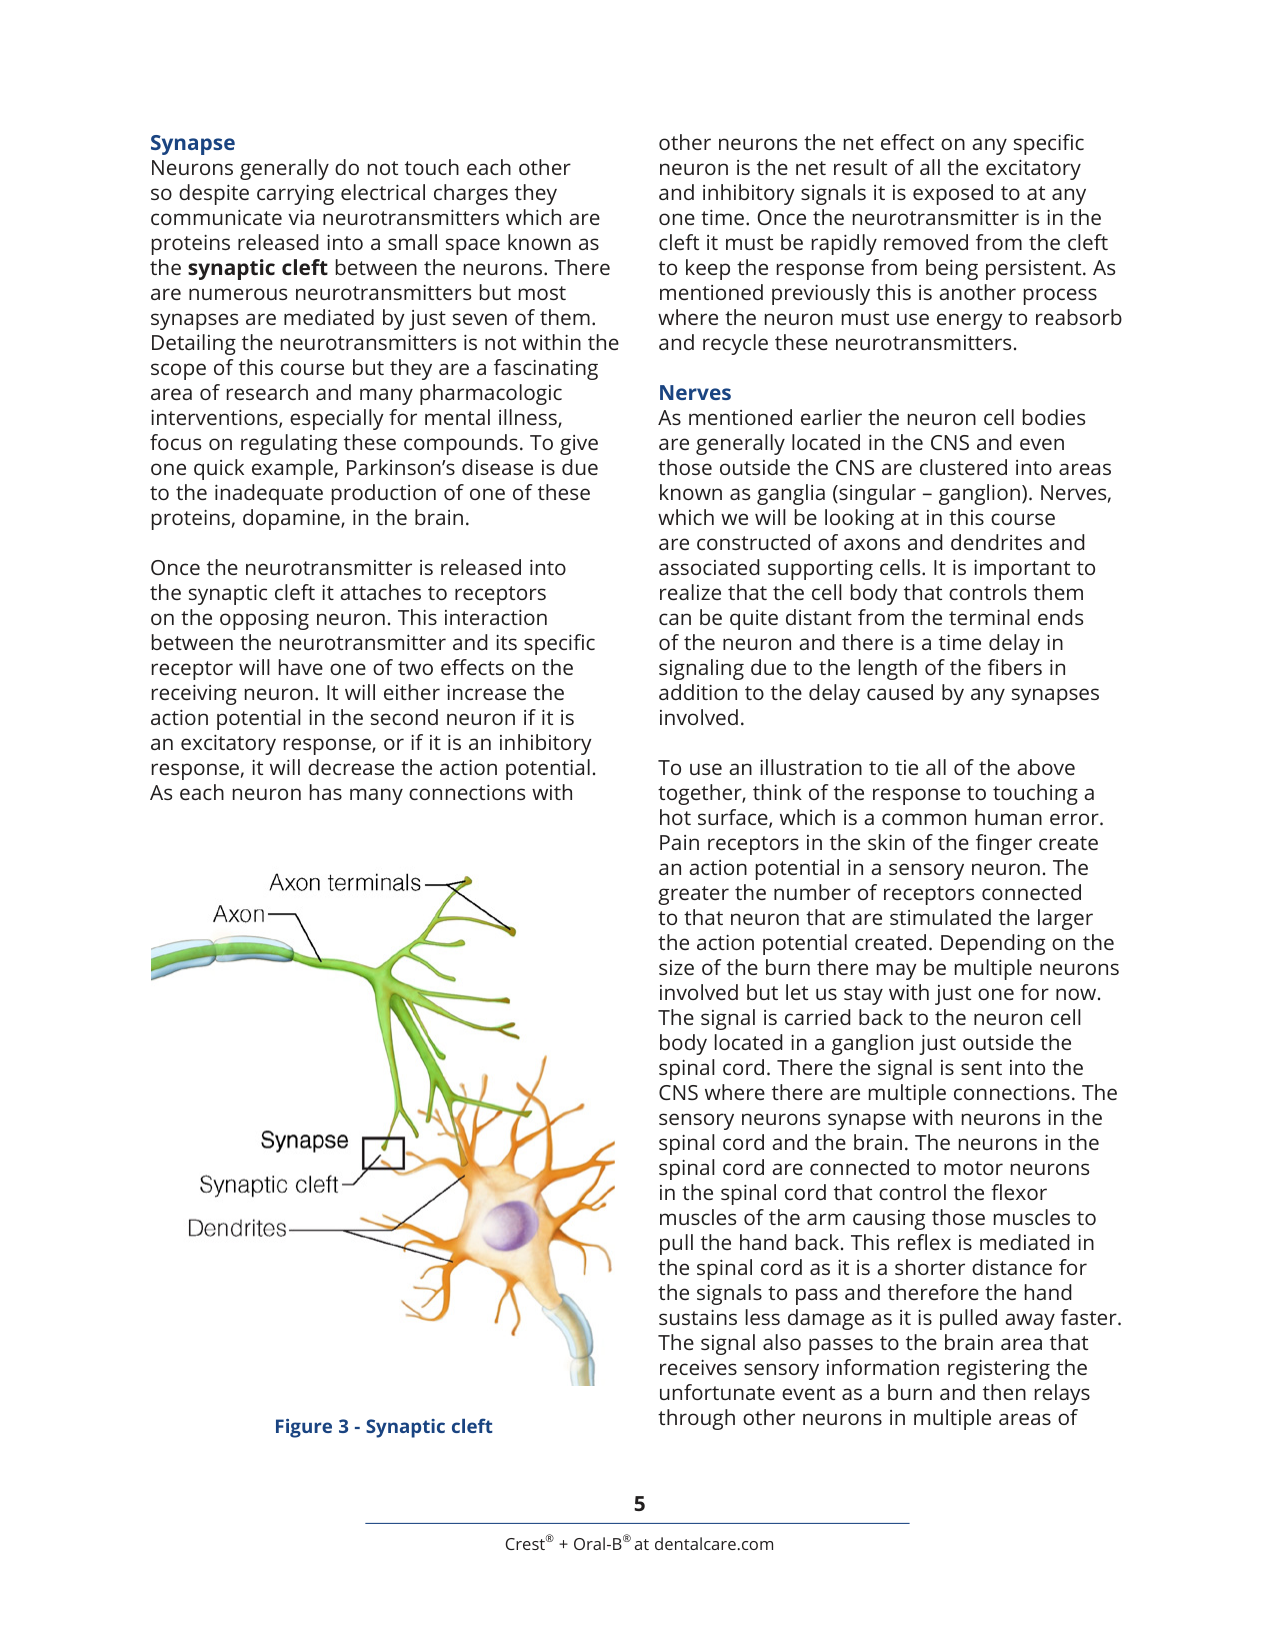 Synapse
Neurons generally do not touch each other
so despite carrying electrical charges they
communicate via neurotransmitters which are
proteins released into a small space known as
the synaptic cleft between the neurons. There
are numerous neurotransmitters but most
synapses are mediated by just seven of them.
Detailing the neurotransmitters is not within the
scope of this course but they are a fascinating
area of research and many pharmacologic
interventions, especially for mental illness,
focus on regulating these compounds. To give
one quick example, Parkinson’s disease is due
to the inadequate production of one of these
proteins, dopamine, in the brain.
Once the neurotransmitter is released into
the synaptic cleft it attaches to receptors
on the opposing neuron. This interaction
between the neurotransmitter and its specific
receptor will have one of two effects on the
receiving neuron. It will either increase the
action potential in the second neuron if it is
an excitatory response, or if it is an inhibitory
response, it will decrease the action potential.
As each neuron has many connections with
Axon terminals
Axon
Synapse
Synaptic cleft
Dendrites
Figure 3 - Synaptic cleft
other neurons the net effect on any specific
neuron is the net result of all the excitatory
and inhibitory signals it is exposed to at any
one time. Once the neurotransmitter is in the
cleft it must be rapidly removed from the cleft
to keep the response from being persistent. As
mentioned previously this is another process
where the neuron must use energy to reabsorb
and recycle these neurotransmitters.
Nerves
As mentioned earlier the neuron cell bodies
are generally located in the CNS and even
those outside the CNS are clustered into areas
known as ganglia (singular – ganglion). Nerves,
which we will be looking at in this course
are constructed of axons and dendrites and
associated supporting cells. It is important to
realize that the cell body that controls them
can be quite distant from the terminal ends
of the neuron and there is a time delay in
signaling due to the length of the fibers in
addition to the delay caused by any synapses
involved.
To use an illustration to tie all of the above
together, think of the response to touching a
hot surface, which is a common human error.
Pain receptors in the skin of the finger create
an action potential in a sensory neuron. The
greater the number of receptors connected
to that neuron that are stimulated the larger
the action potential created. Depending on the
size of the burn there may be multiple neurons
involved but let us stay with just one for now.
The signal is carried back to the neuron cell
body located in a ganglion just outside the
spinal cord. There the signal is sent into the
CNS where there are multiple connections. The
sensory neurons synapse with neurons in the
spinal cord and the brain. The neurons in the
spinal cord are connected to motor neurons
in the spinal cord that control the flexor
muscles of the arm causing those muscles to
pull the hand back. This reflex is mediated in
the spinal cord as it is a shorter distance for
the signals to pass and therefore the hand
sustains less damage as it is pulled away faster.
The signal also passes to the brain area that
receives sensory information registering the
unfortunate event as a burn and then relays
through other neurons in multiple areas of
5
Crest® + Oral-B® at dentalcare.com